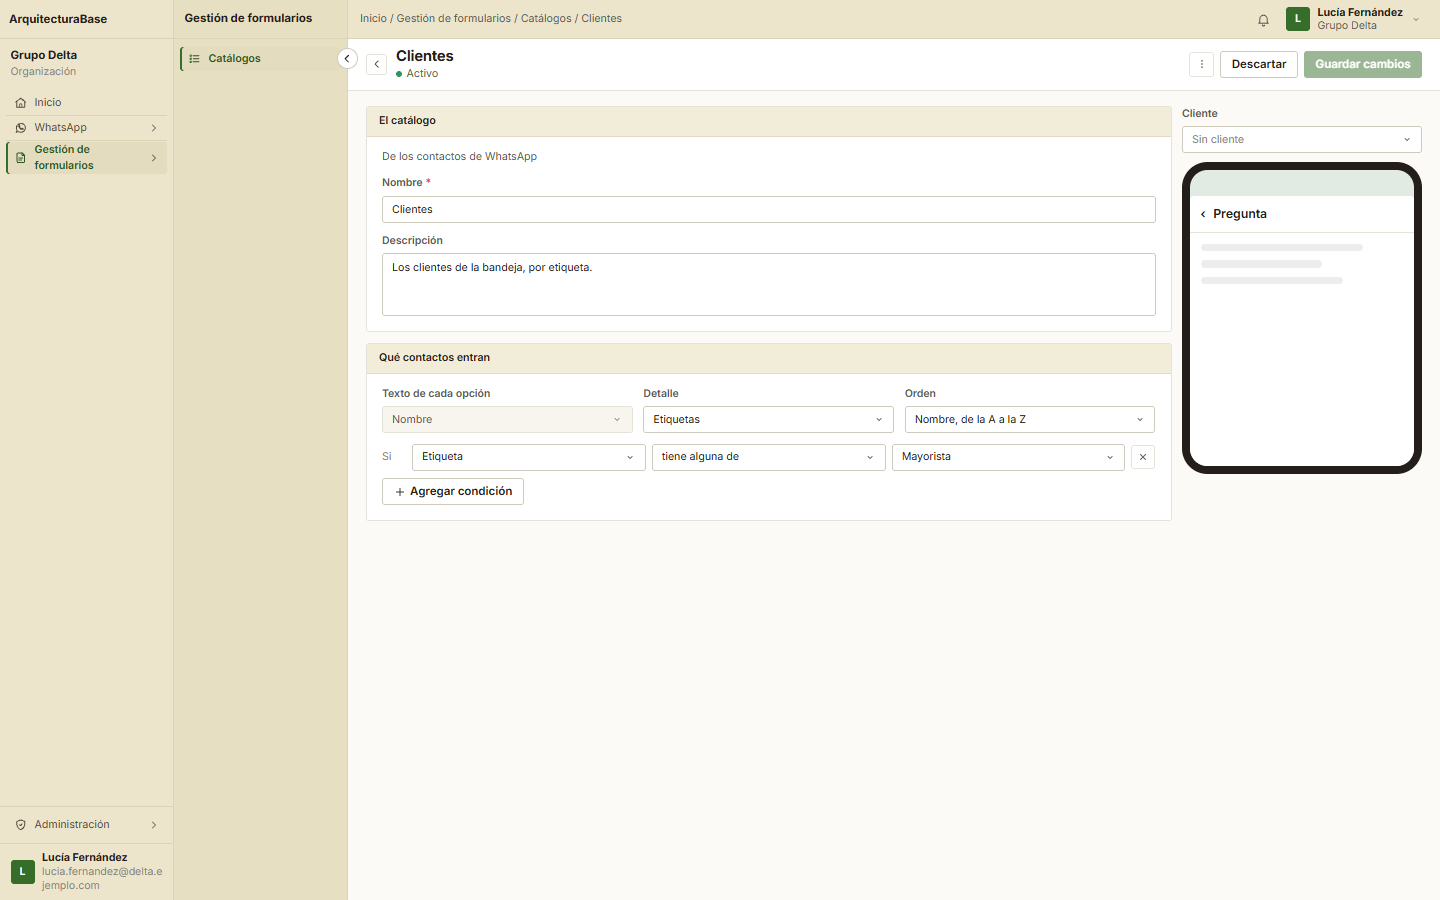 ArquitecturaBase
Grupo Delta
Organización
Inicio
WhatsApp
Gestión de
formularios
Administración
L
Lucía Fernández
lucia.fernandez@delta.e
jemplo.com
Gestión de formularios
Catálogos
Inicio / Gestión de formularios / Catálogos / Clientes
L
Lucía Fernández
Grupo Delta
Clientes
Activo
Descartar
Guardar cambios
El catálogo
De los contactos de WhatsApp
Nombre *
Clientes
Descripción
Los clientes de la bandeja, por etiqueta.
Qué contactos entran
Texto de cada opción
Detalle
Orden
Nombre
Etiquetas
Nombre, de la A a la Z
Si
Etiqueta
tiene alguna de
Mayorista
Agregar condición
Cliente
Sin cliente
Pregunta